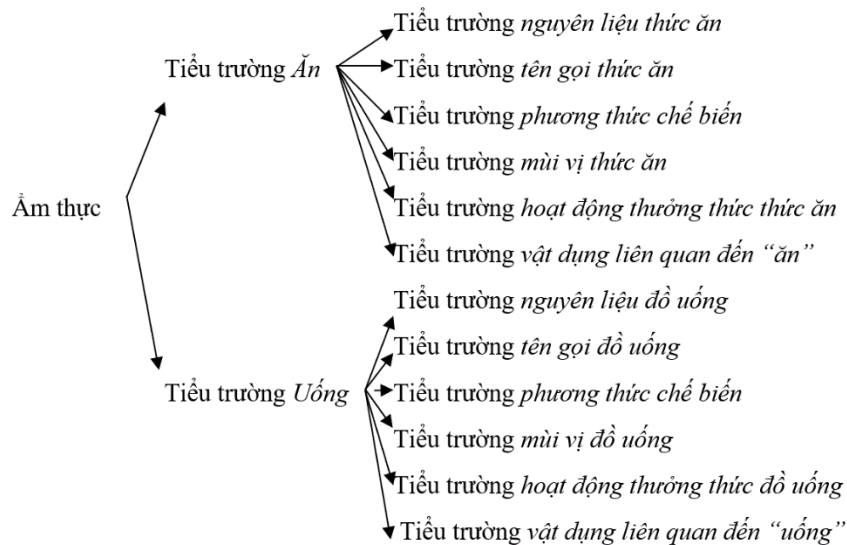 Tiểu trường nguyên liệu thức ăn
Tiểu trường Ăn
Tiểu trường tên gọi thức ăn
Tiểu trường phương thức chế biến
Tiểu trường mùi vị thức ăn
Ẩm thực
Tiểu trường hoạt động thưởng thức thức ăn
Tiểu trường vật dụng liên quan đến “ăn”
Tiểu trường nguyên liệu đồ uống
Tiểu trường tên gọi đồ uống
Tiểu trường Uống
Tiểu trường phương thức chế biến
Tiểu trường mùi vị đồ uống
Tiểu trường hoạt động thưởng thức đồ uống
Tiểu trường vật dụng liên quan đến “uống”